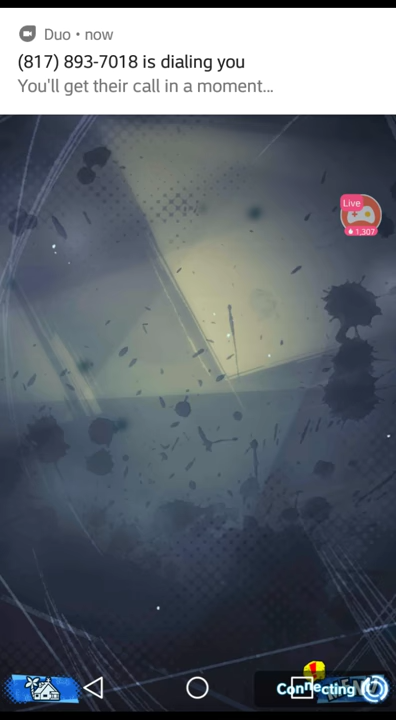 Duo • now
(817) 893-7018 is dialing you
You'll get their call in a moment...
Live
1,307
Connecting
MENU